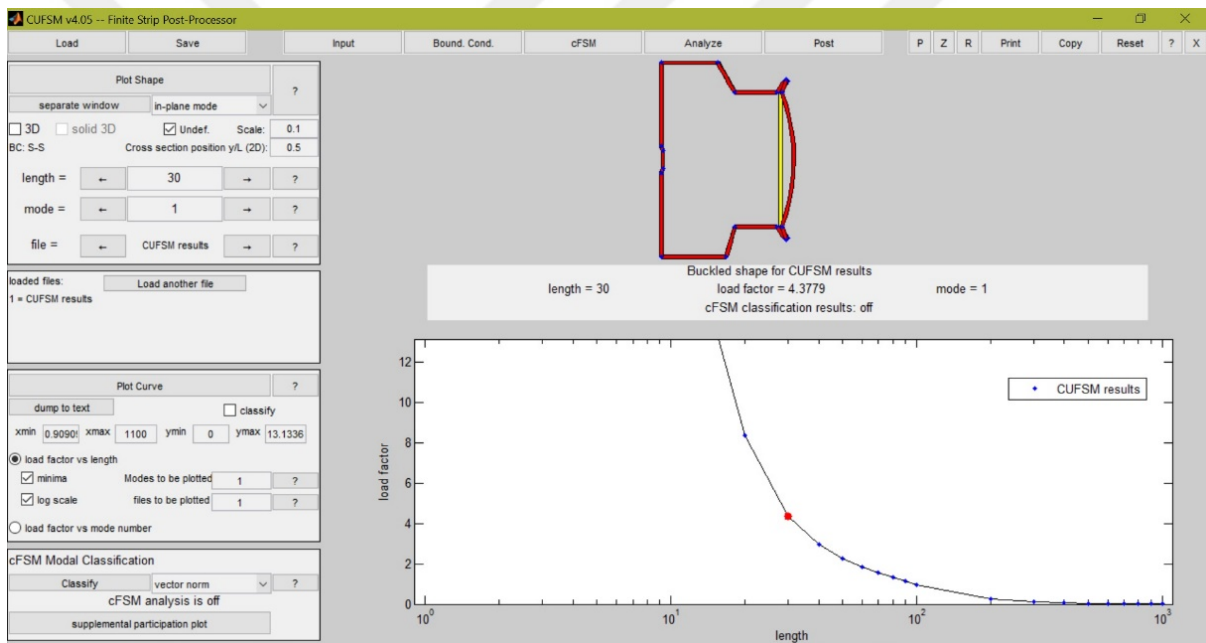 CUFSM v4.05 -- Finite Strip Post-Processor
Load Save Input Bound. Cond. cFSM Analyze Post P Z R Print Copy Reset ? X
Plot Shape ?
separate window in-plane mode
3D solid 3D Undef. Scale: 0.1
BC: S-S Cross section position y/L (2D): 0.5
length = ← 30 → ?
mode = ← 1 → ?
file = ← CUFSM results → ?
loaded files: Load another file
1 = CUFSM results
Buckled shape for CUFSM results
length = 30 load factor = 4.3779 mode = 1
cFSM classification results: off
Plot Curve ?
dump to text classify
xmin 0.9090 xmax 1100 ymin 0 ymax 13.1336
load factor vs length
minima Modes to be plotted 1 ?
log scale files to be plotted 1 ?
load factor vs mode number
cFSM Modal Classification
Classify vector norm ?
cFSM analysis is off
supplemental participation plot
CUFSM results
load factor
12
10
8
6
4
2
0
10⁰ 10¹ 10² 10³
length